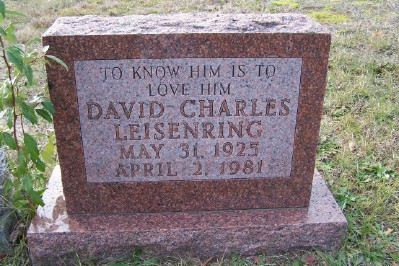 TO KNOW HIM IS TO
LOVE HIM
DAVID CHARLES
LEISENRING
MAY 31, 1925
APRIL 2, 1981